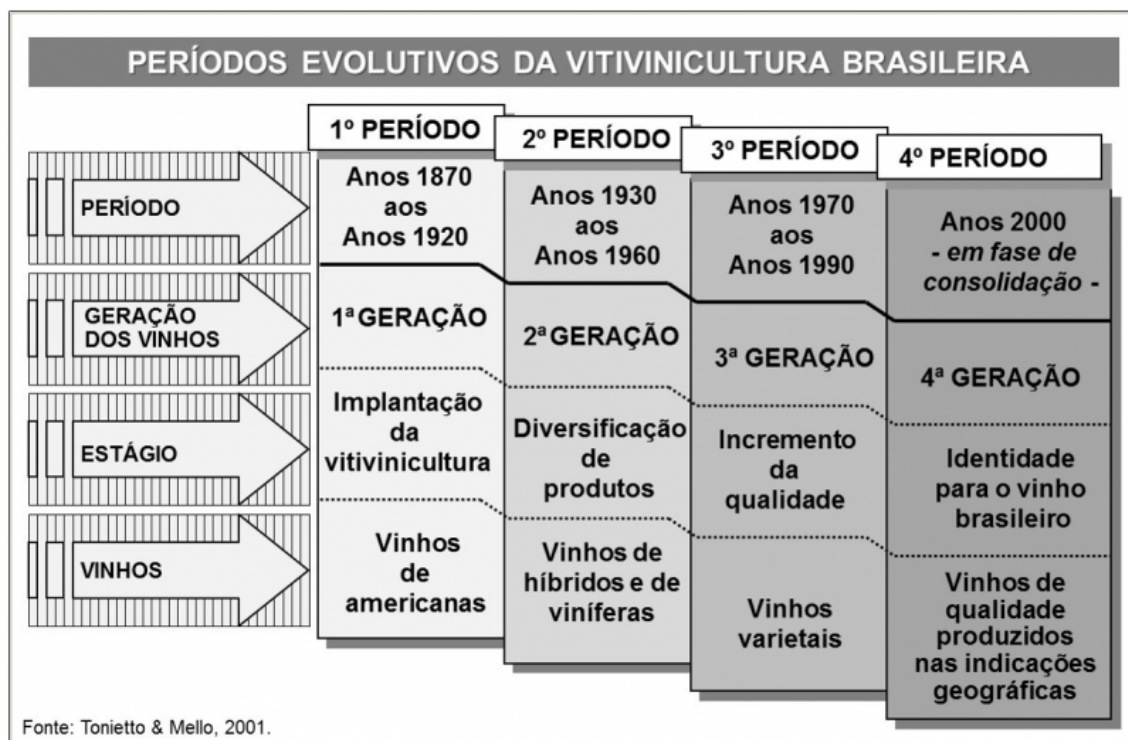 PERÍODOS EVOLUTIVOS DA VITIVINICULTURA BRASILEIRA
1º PERÍODO
2º PERÍODO
3º PERÍODO
4º PERÍODO
PERÍODO
Anos 1870
aos
Anos 1920
Anos 1930
aos
Anos 1960
Anos 1970
aos
Anos 1990
Anos 2000
- em fase de
consolidação -
GERAÇÃO
DOS VINHOS
1ª GERAÇÃO
2ª GERAÇÃO
3ª GERAÇÃO
4ª GERAÇÃO
ESTÁGIO
Implantação
da
vitivinicultura
Diversificação
de
produtos
Incremento
da
qualidade
Identidade
para o vinho
brasileiro
VINHOS
Vinhos
de
americanas
Vinhos de
híbridos e de
viníferas
Vinhos
varietais
Vinhos de
qualidade
produzidos
nas indicações
geográficas
Fonte: Tonietto & Mello, 2001.